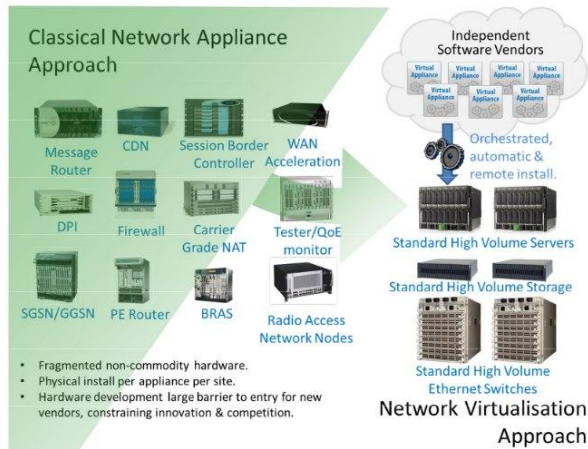 Classical Network Appliance
Approach
Message
Router
CDN
Session Border
Controller
WAN
Acceleration
DPI
Firewall
Carrier
Grade NAT
Tester/QoE
monitor
SGSN/GGSN
PE Router
BRAS
Radio Access
Network Nodes
• Fragmented non-commodity hardware.
• Physical install per appliance per site.
• Hardware development large barrier to entry for new
vendors, constraining innovation & competition.
Independent
Software Vendors
Virtual
Appliance
Virtual
Appliance
Virtual
Appliance
Virtual
Appliance
Virtual
Appliance
Virtual
Appliance
Virtual
Appliance
Orchestrated,
automatic &
remote install.
Standard High Volume Servers
Standard High Volume Storage
Standard High Volume
Ethernet Switches
Network Virtualisation
Approach